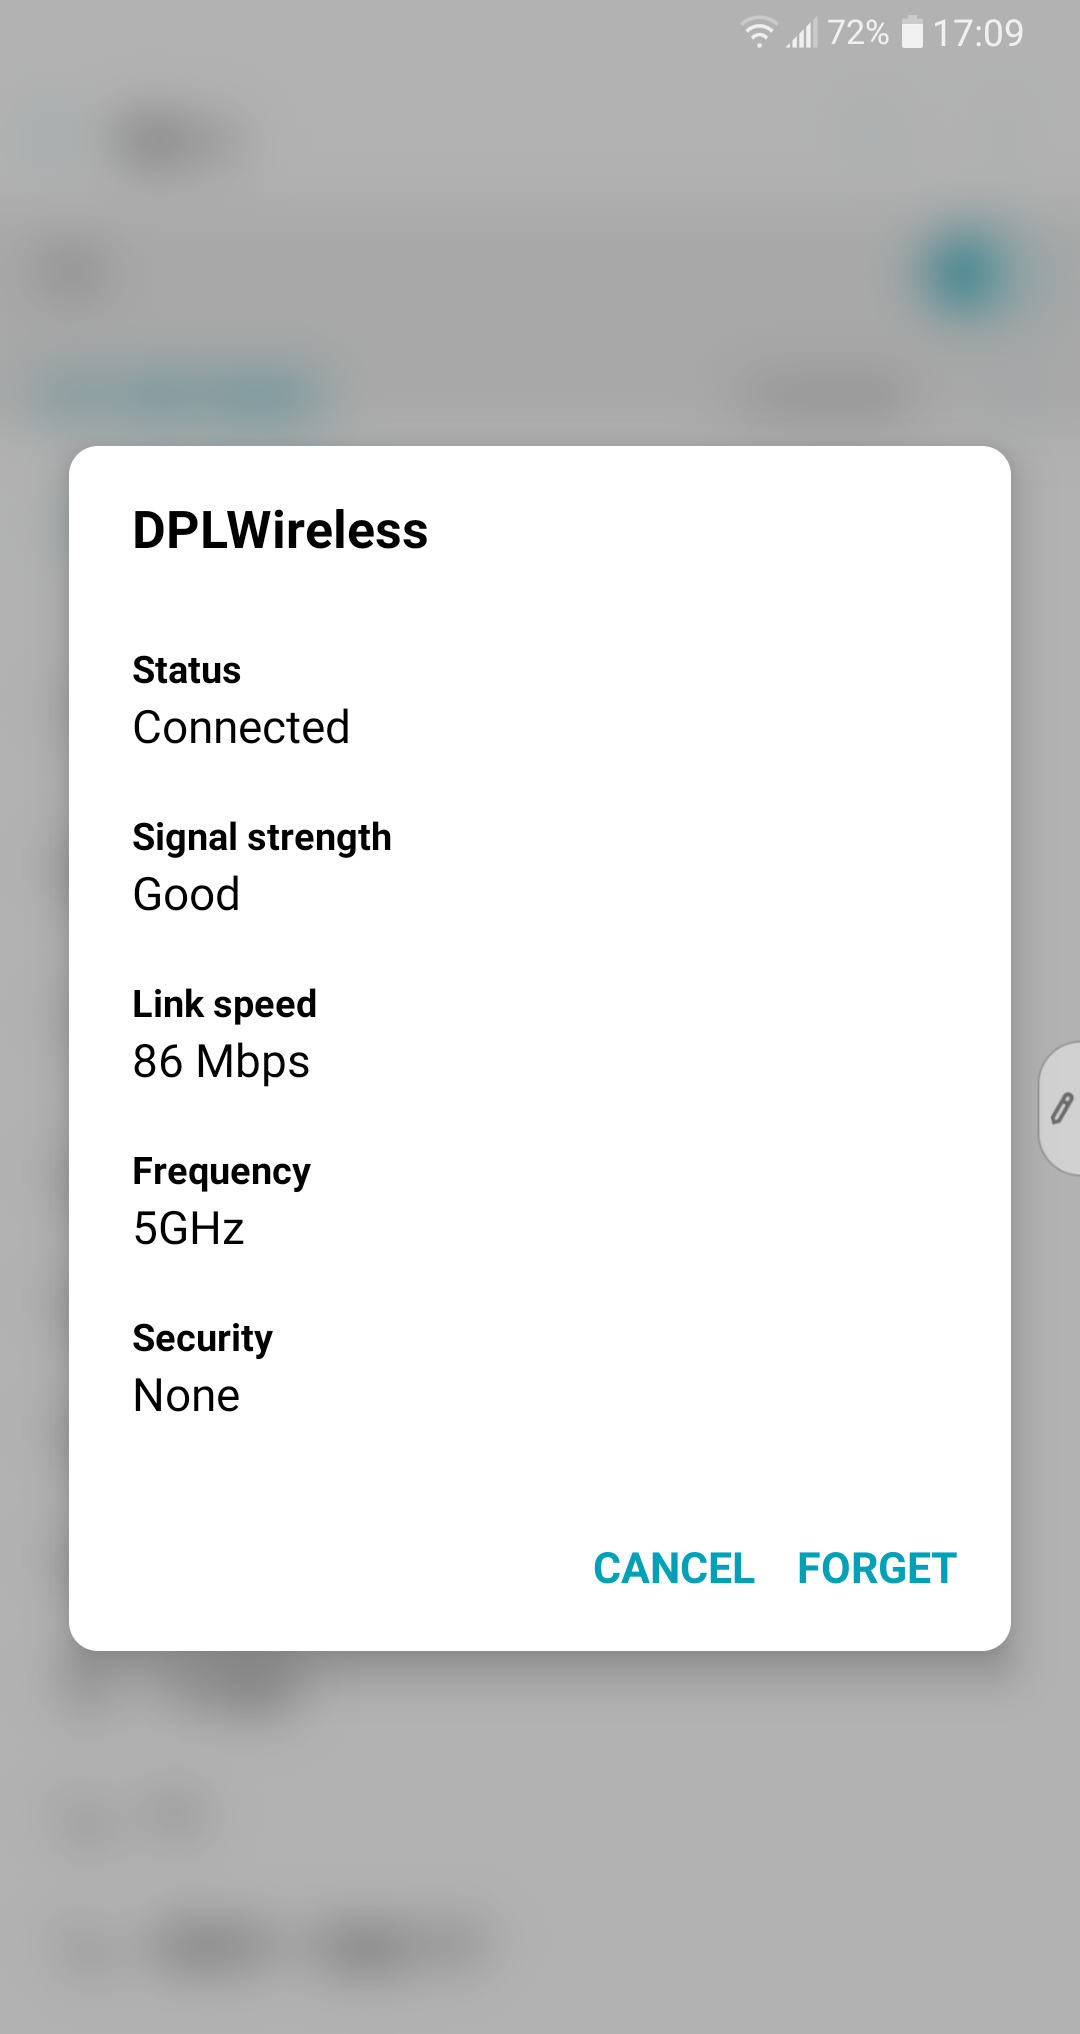 72% 17:09
DPLWireless
Status
Connected
Signal strength
Good
Link speed
86 Mbps
Frequency
5GHz
Security
None
CANCEL FORGET